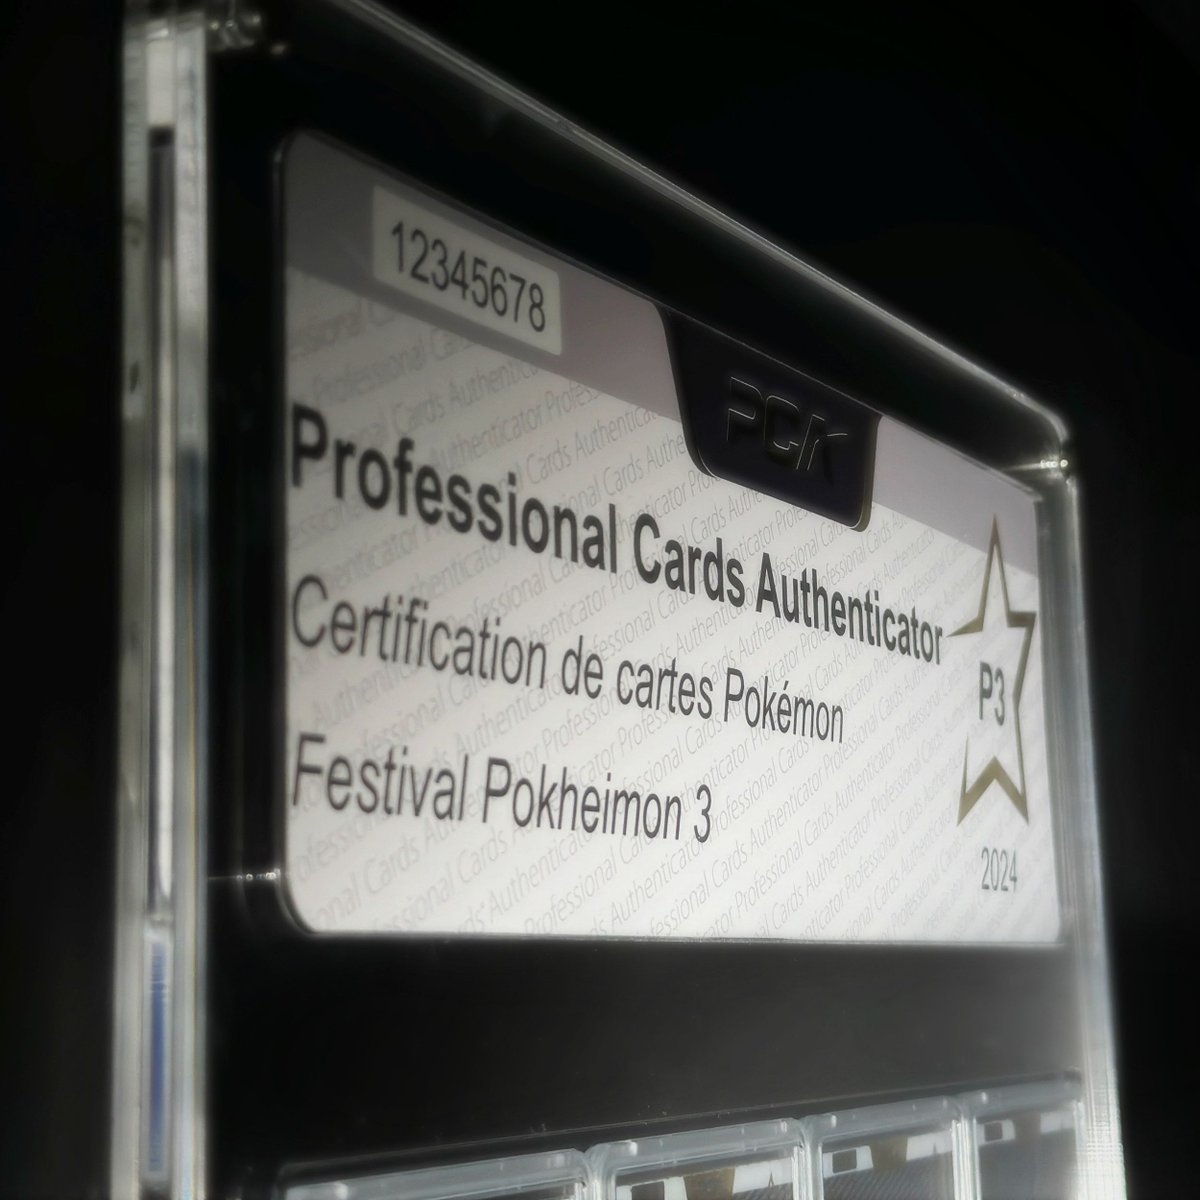 12345678
PCA
Professional Cards Authenticator
Certification de cartes Pokémon
Festival Pokheimon 3
P3
2024